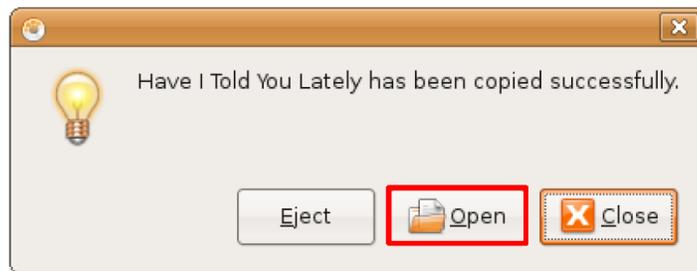 Have I Told You Lately has been copied successfully.
Eject
Open
Close